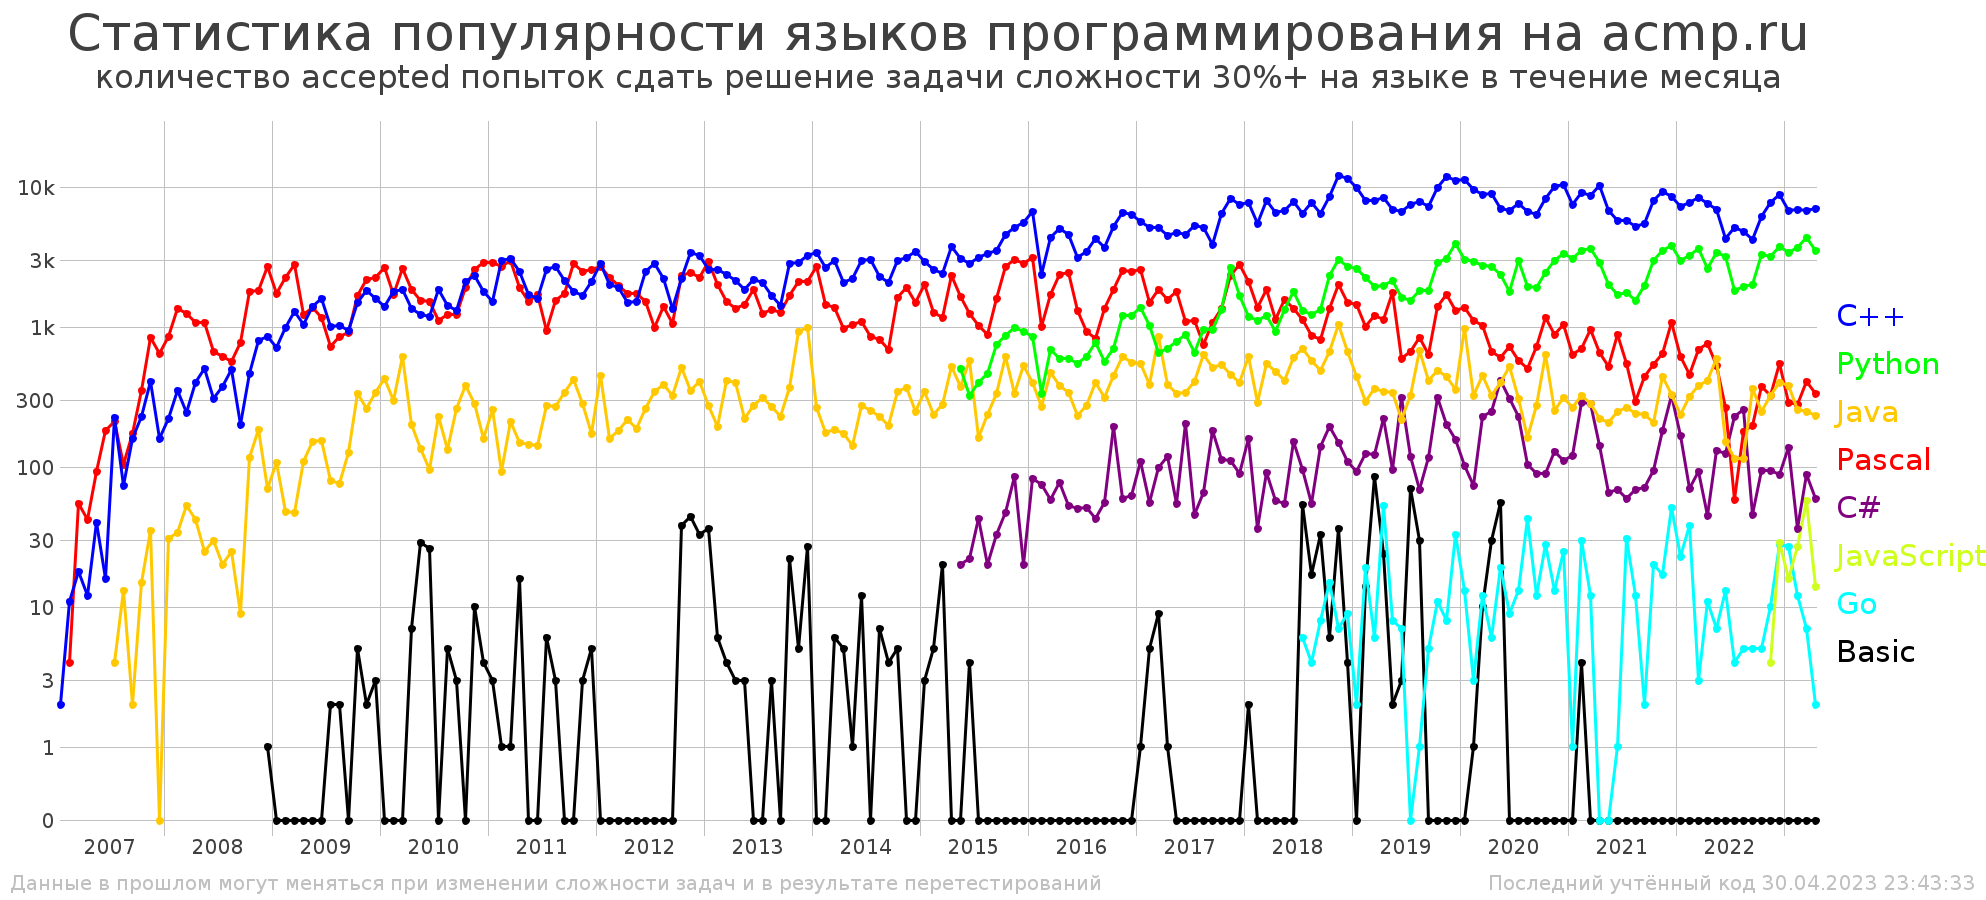 Статистика популярности языков программирования на acmp.ru
количество accepted попыток сдать решение задачи сложности 30%+ на языке в течение месяца
10k
3k
1k
300
100
30
10
3
1
0
C++
Python
Java
Pascal
C#
JavaScript
Go
Basic
2007 2008 2009 2010 2011 2012 2013 2014 2015 2016 2017 2018 2019 2020 2021 2022
Данные в прошлом могут меняться при изменении сложности задач и в результате перетестирований
Последний учтённый код 30.04.2023 23:43:33